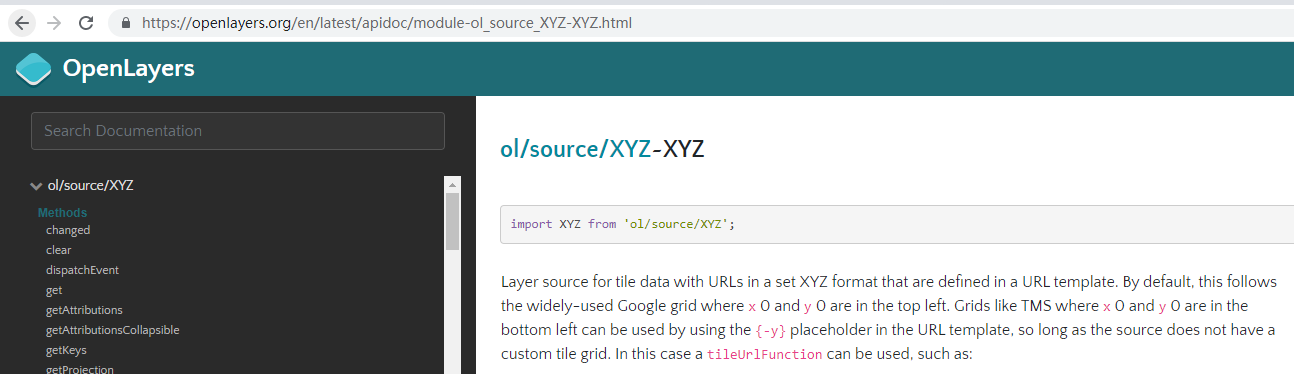 https://openlayers.org/en/latest/apidoc/module-ol_source_XYZ-XYZ.html
OpenLayers
Search Documentation
ol/source/XYZ
Methods
changed
clear
dispatchEvent
get
getAttributions
getAttributionsCollapsible
getKeys
getProjection
ol/source/XYZ-XYZ
import XYZ from 'ol/source/XYZ';
Layer source for tile data with URLs in a set XYZ format that are defined in a URL template. By default, this follows
the widely-used Google grid where x 0 and y 0 are in the top left. Grids like TMS where x 0 and y 0 are in the
bottom left can be used by using the {-y} placeholder in the URL template, so long as the source does not have a
custom tile grid. In this case a tileUrlFunction can be used, such as: